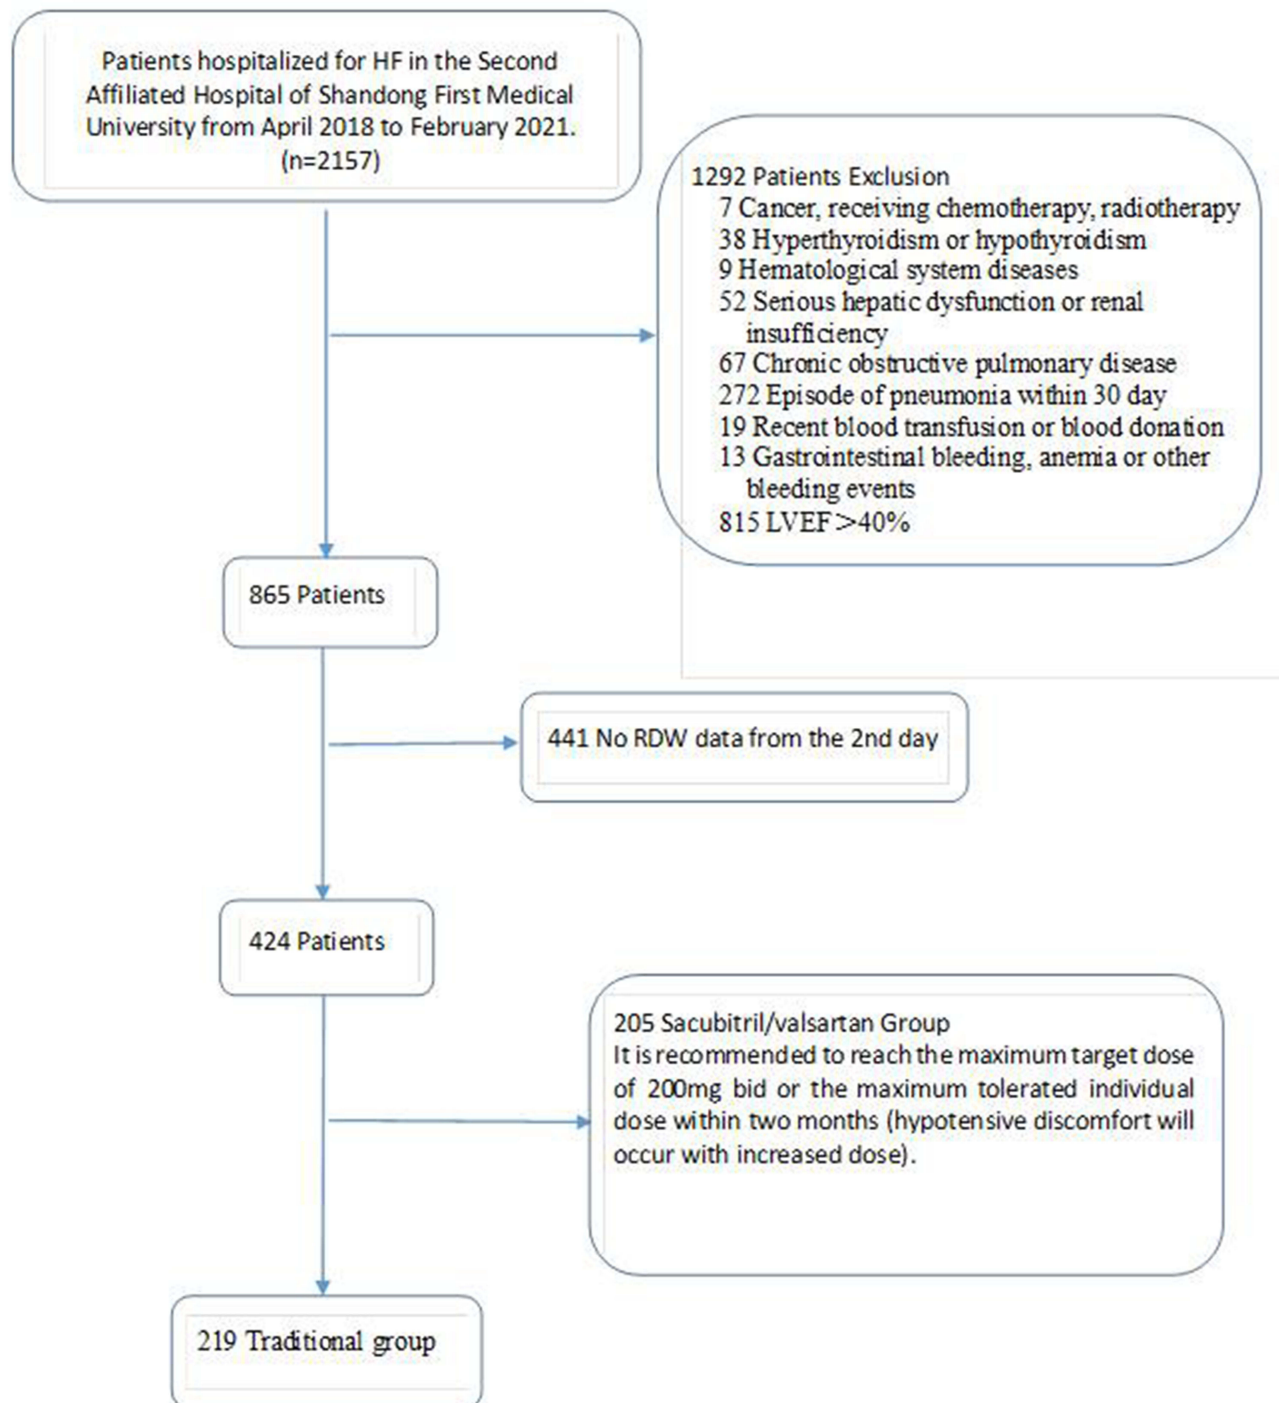 Patients hospitalized for HF in the Second
Affiliated Hospital of Shandong First Medical
University from April 2018 to February 2021.
(n=2157)
1292 Patients Exclusion
7 Cancer, receiving chemotherapy, radiotherapy
38 Hyperthyroidism or hypothyroidism
9 Hematological system diseases
52 Serious hepatic dysfunction or renal
insufficiency
67 Chronic obstructive pulmonary disease
272 Episode of pneumonia within 30 day
19 Recent blood transfusion or blood donation
13 Gastrointestinal bleeding, anemia or other
bleeding events
815 LVEF>40%
865 Patients
441 No RDW data from the 2nd day
424 Patients
205 Sacubitril/valsartan Group
It is recommended to reach the maximum target dose
of 200mg bid or the maximum tolerated individual
dose within two months (hypotensive discomfort will
occur with increased dose).
219 Traditional group